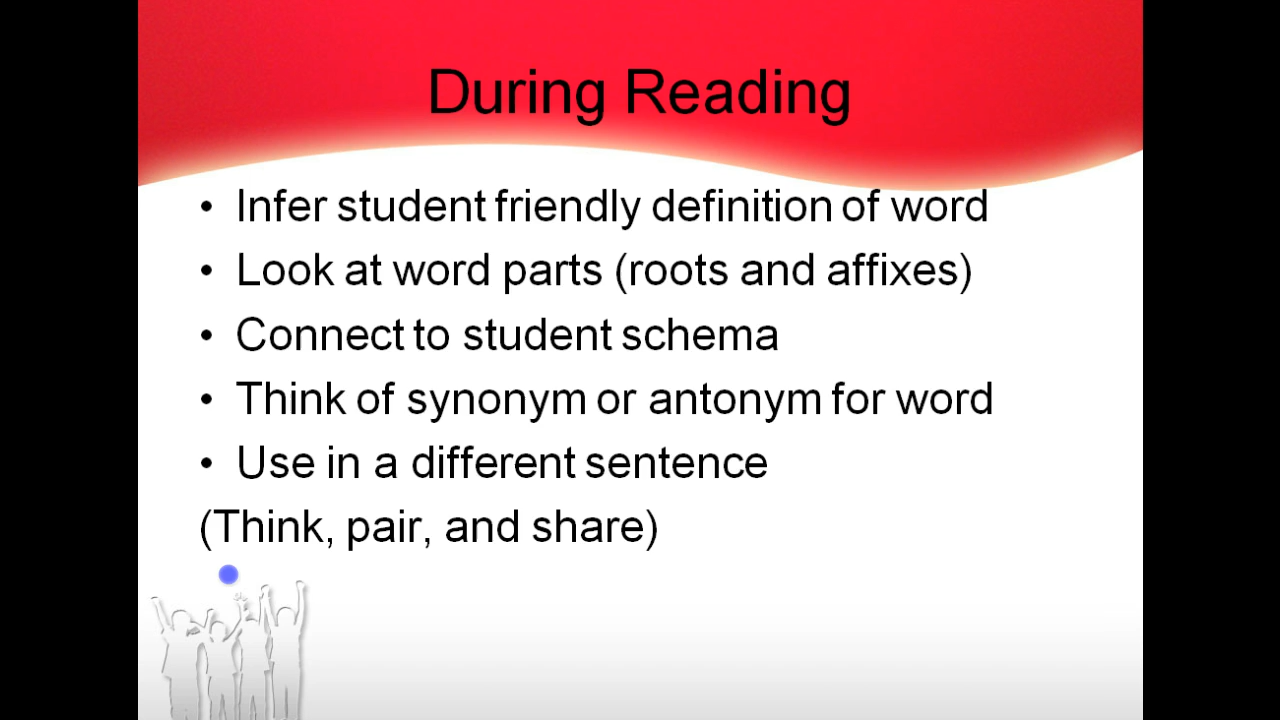 During Reading
• Infer student friendly definition of word
• Look at word parts (roots and affixes)
• Connect to student schema
• Think of synonym or antonym for word
• Use in a different sentence
(Think, pair, and share)